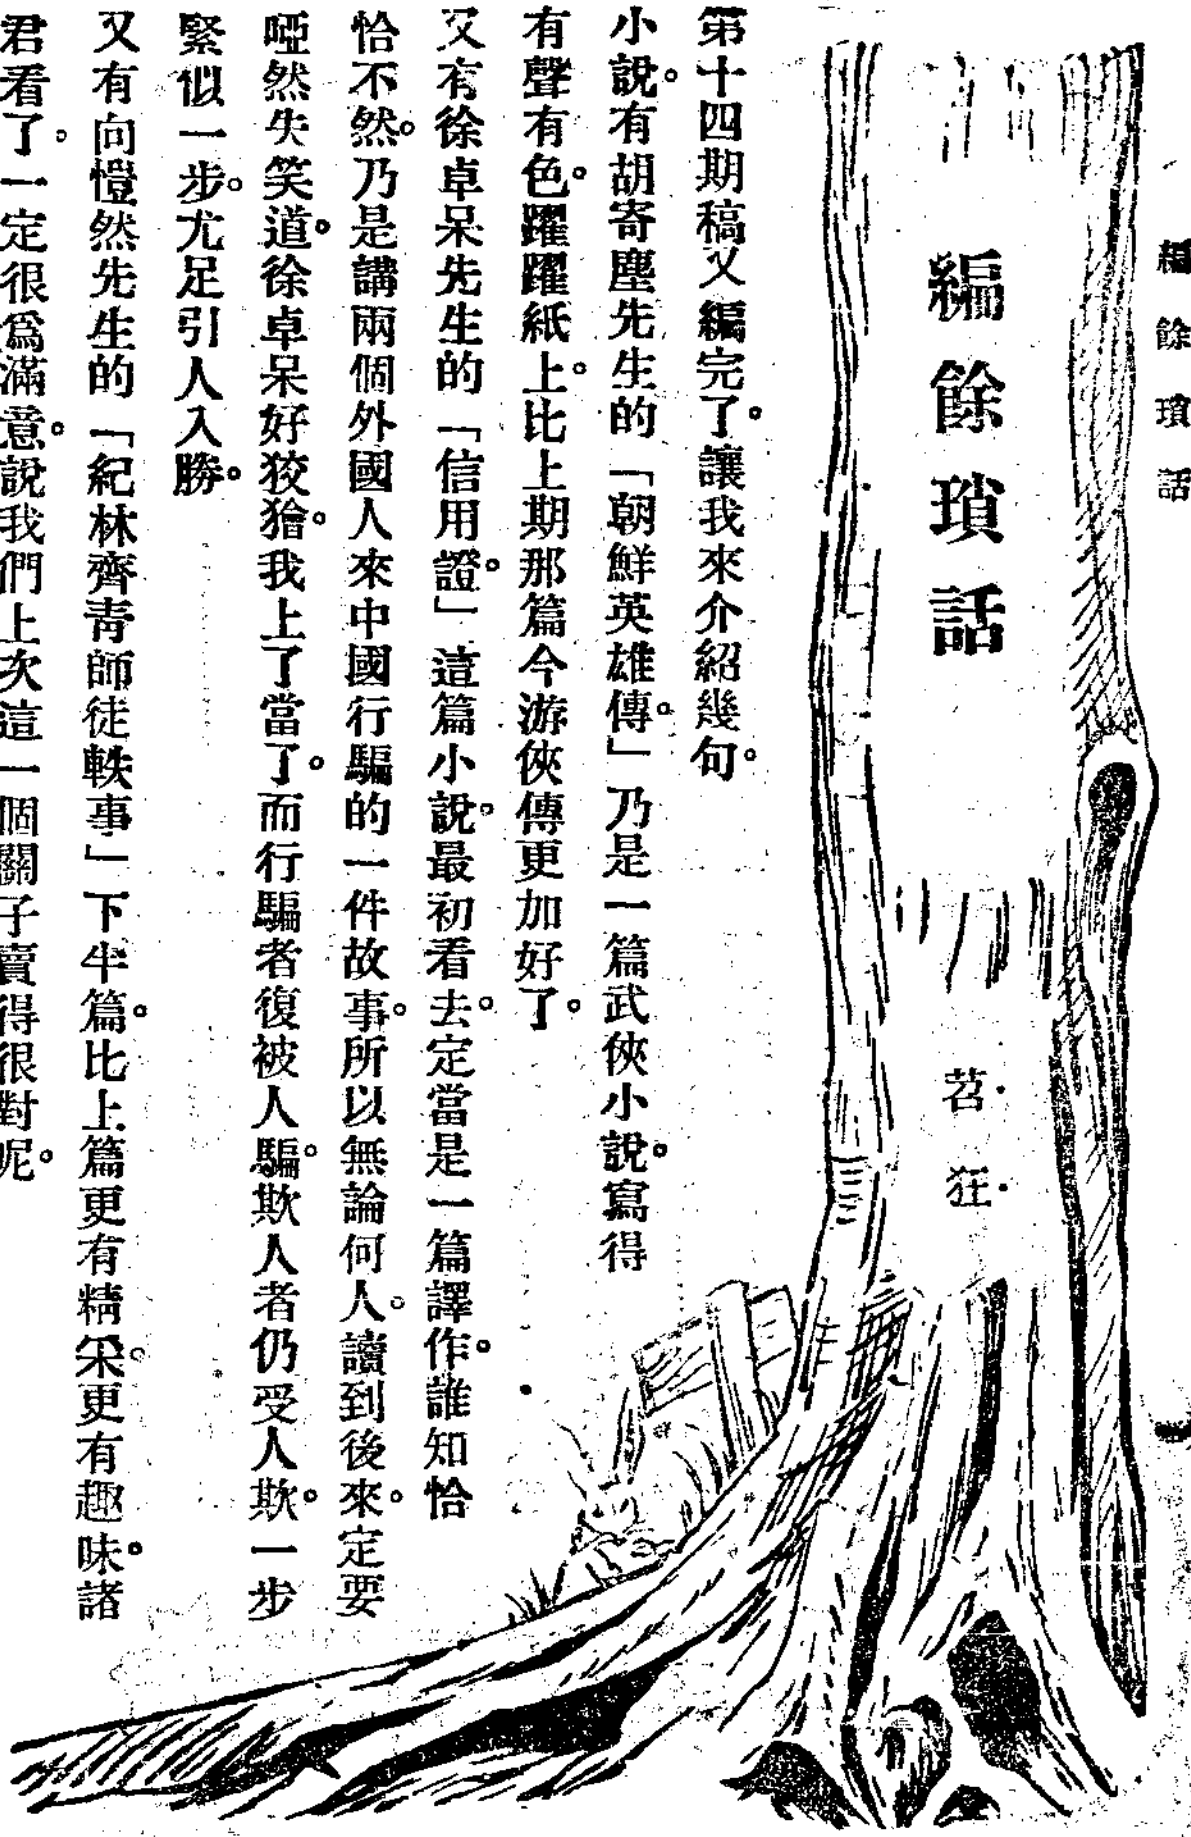 編餘瑣話
編餘瑣話
苕狂
第十四期稿又編完了。讓我來介紹幾句。
小說。有胡寄塵先生的「朝鮮英雄傳。」乃是一篇武俠小說。寫得
有聲有色。躍躍紙上。比上期那篇今游俠傳更加好了。
又有徐卓呆先生的「信用證。」這篇小說。最初看去。定當是一篇譯作。誰知恰
恰不然。乃是講兩個外國人來中國行騙的一件故事。所以無論何人。讀到後來。定要
啞然失笑道。徐卓呆好狡獪。我上了當了。而行騙者復被人騙。欺人者仍受人欺。一步
緊似一步。尤足引人入勝。
又有向愷然先生的「紀林齊青師徒軼事」下半篇。比上篇更有精采。更有趣味。諸
君看了。一定很爲滿意。說我們上次這一個關子賣得很對呢。